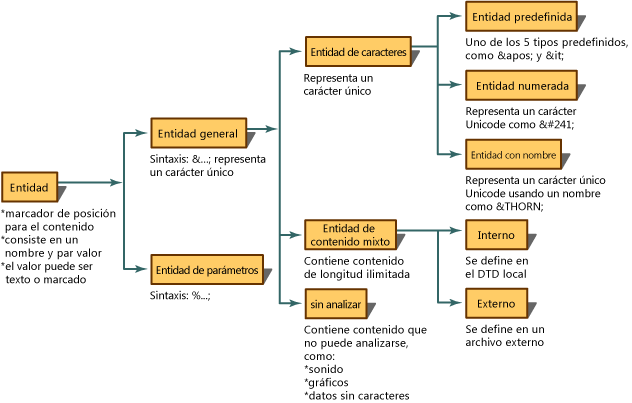 Entidad
*marcador de posición
para el contenido
*consiste en un
nombre y par valor
*el valor puede ser
texto o marcado
Entidad general
Sintaxis: &...; representa
un carácter único
Entidad de parámetros
Sintaxis: %...;
Entidad de caracteres
Representa un
carácter único
Entidad de
contenido mixto
Contiene contenido
de longitud ilimitada
sin analizar
Contiene contenido que
no puede analizarse,
como:
*sonido
*gráficos
*datos sin caracteres
Entidad predefinida
Uno de los 5 tipos predefinidos,
como &apos; y &it;
Entidad numerada
Representa un carácter
Unicode como &#241;
Entidad con nombre
Representa un carácter único
Unicode usando un nombre
como &THORN;
Interno
Se define en
el DTD local
Externo
Se define en un
archivo externo